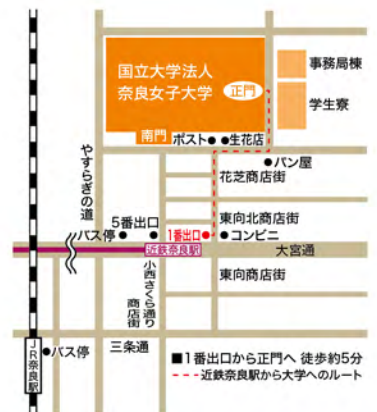 国立大学法人
奈良女子大学
正門
事務局棟
学生寮
南門
ポスト
生花店
パン屋
やすらぎの道
花芝商店街
5番出口
東向北商店街
バス停
1番出口
コンビニ
近鉄奈良駅
大宮通
小西さくら通り
商店街
東向商店街
三条通
JR奈良駅
バス停
■1番出口から正門へ 徒歩約5分
近鉄奈良駅から大学へのルート